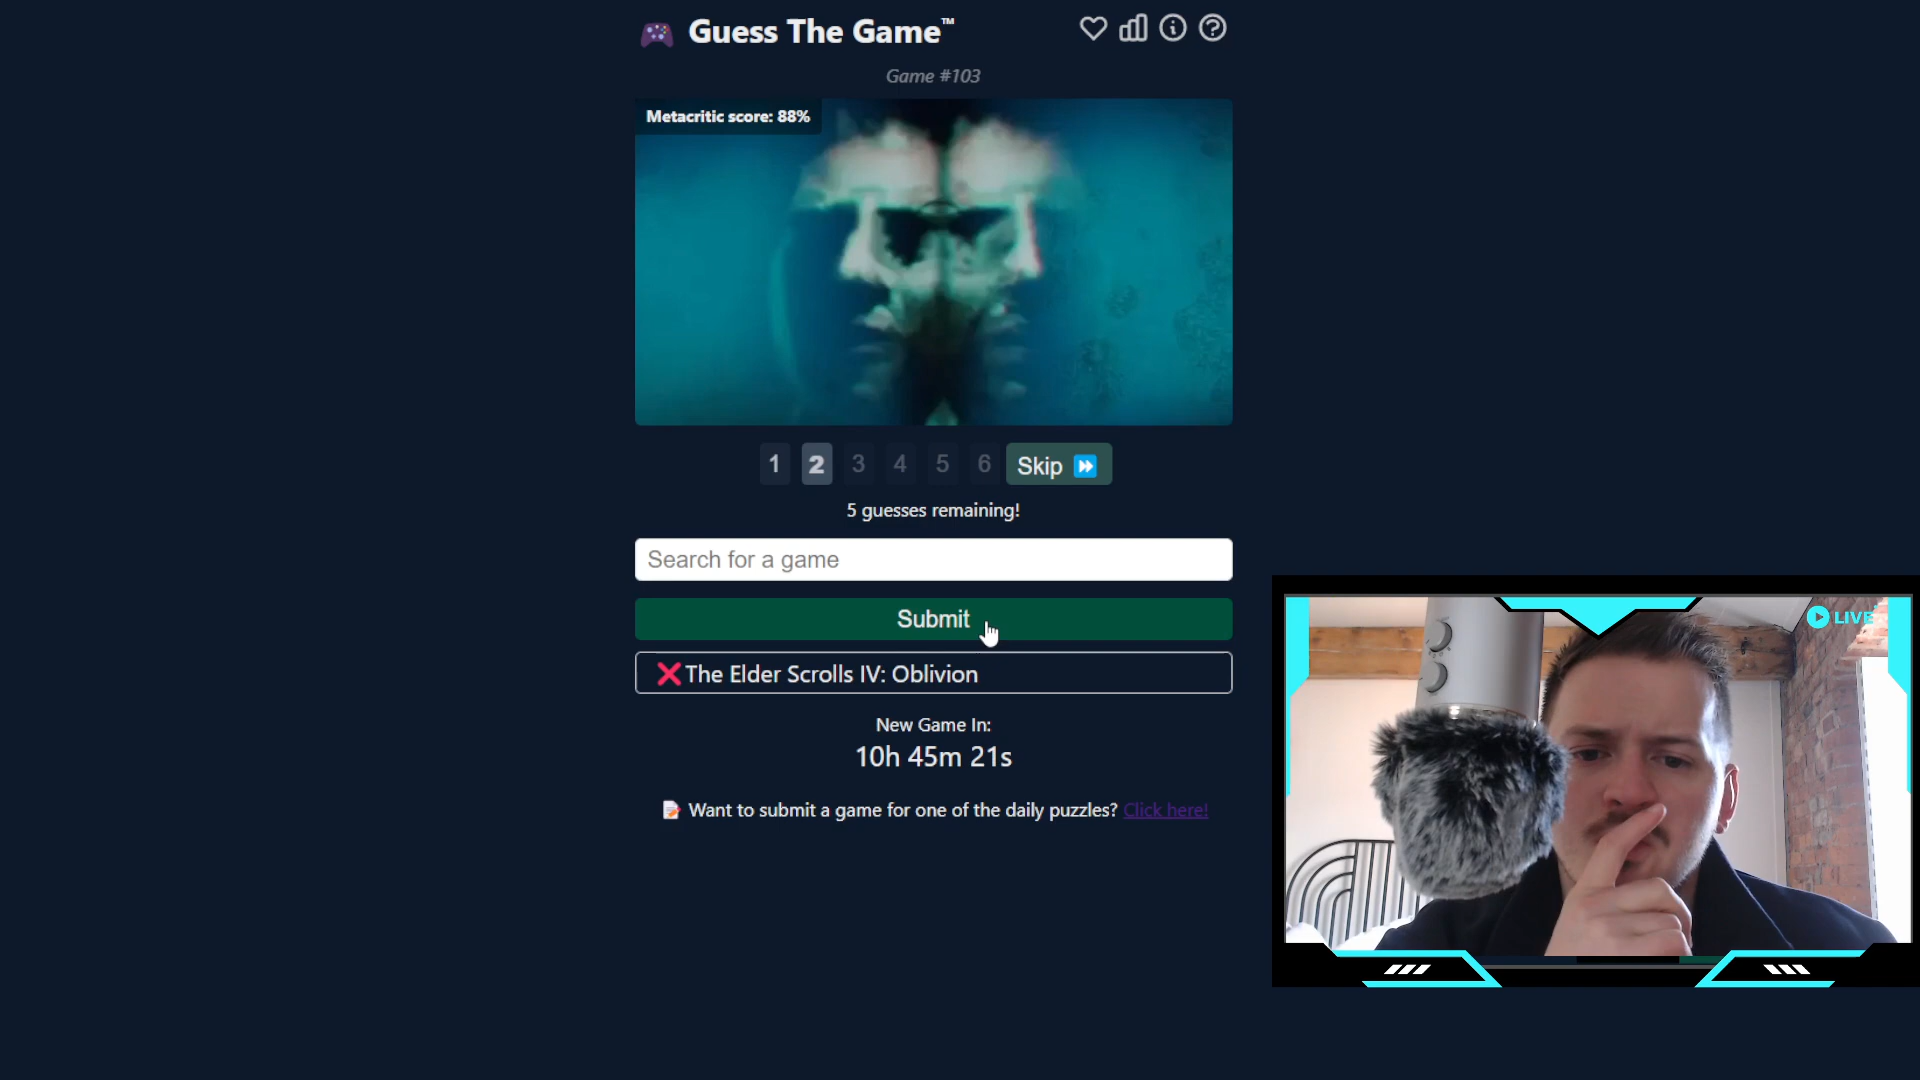 Guess The Game™
Game #103
Metacritic score: 88%
1 2 3 4 5 6 Skip
5 guesses remaining!
Search for a game
Submit
The Elder Scrolls IV: Oblivion
New Game In:
10h 45m 21s
Want to submit a game for one of the daily puzzles? Click here!
LIVE